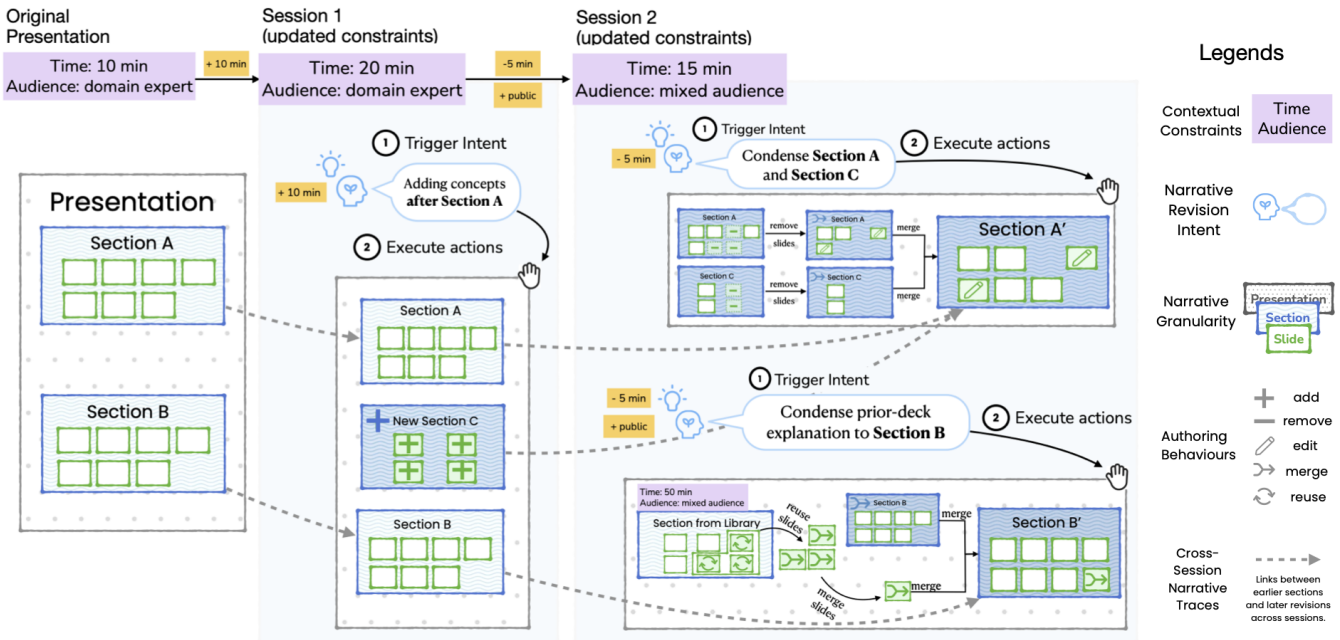 Original
Presentation
Time: 10 min
Audience: domain expert
+ 10 min
Session 1
(updated constraints)
Time: 20 min
Audience: domain expert
-5 min
+ public
Session 2
(updated constraints)
Time: 15 min
Audience: mixed audience
Presentation
Section A
Section B
1 Trigger Intent
+ 10 min
Adding concepts
after Section A
2 Execute actions
Section A
New Section C
Section B
1 Trigger Intent
- 5 min
Condense Section A
and Section C
2 Execute actions
Section A
remove
slides
Section A
merge
Section C
remove
slides
Section C
merge
Section A’
1 Trigger Intent
- 5 min
+ public
Condense prior-deck
explanation to Section B
2 Execute actions
Time: 50 min
Audience: mixed audience
Section from Library
reuse
slides
merge
slides
Section B
merge
merge
Section B’
Legends
Contextual
Constraints
Time
Audience
Narrative
Revision
Intent
Narrative
Granularity
Presentation
Section
Slide
Authoring
Behaviours
add
remove
edit
merge
reuse
Cross-
Session
Narrative
Traces
Links between
earlier sections
and later revisions
across sessions.